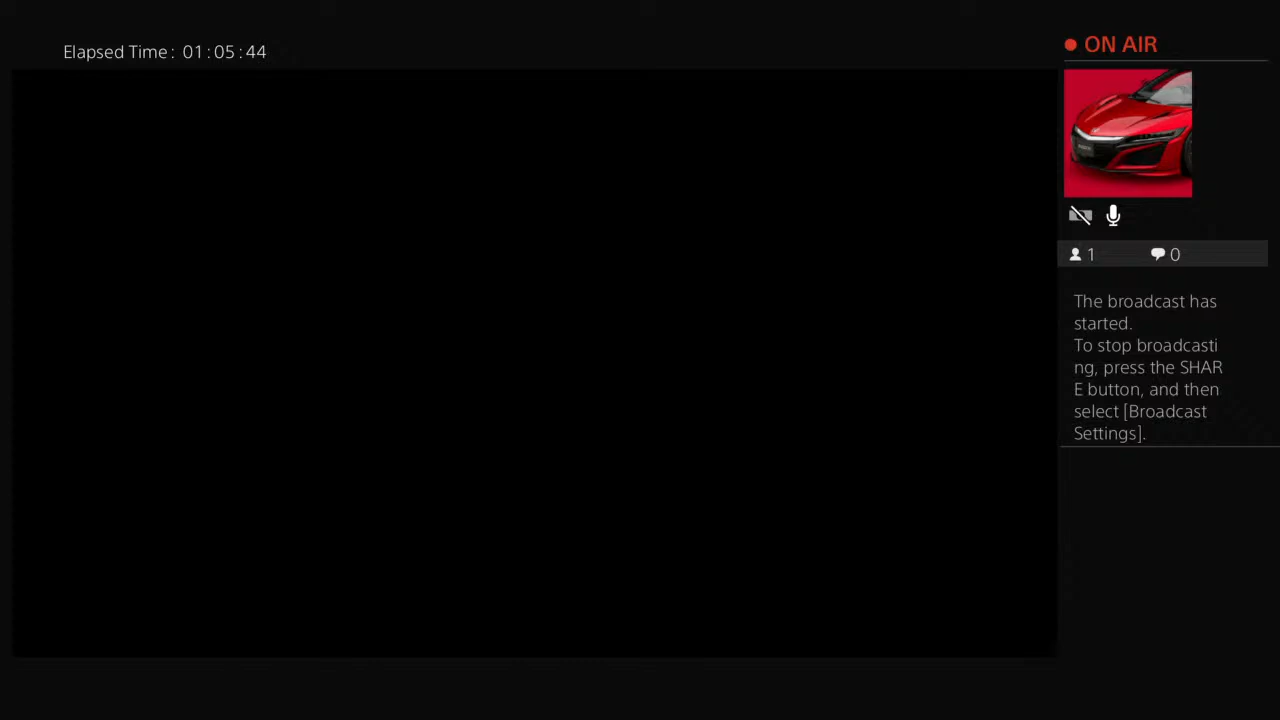 Elapsed Time: 01:05:44
ON AIR
1
0
The broadcast has
started.
To stop broadcasti
ng, press the SHAR
E button, and then
select [Broadcast
Settings].